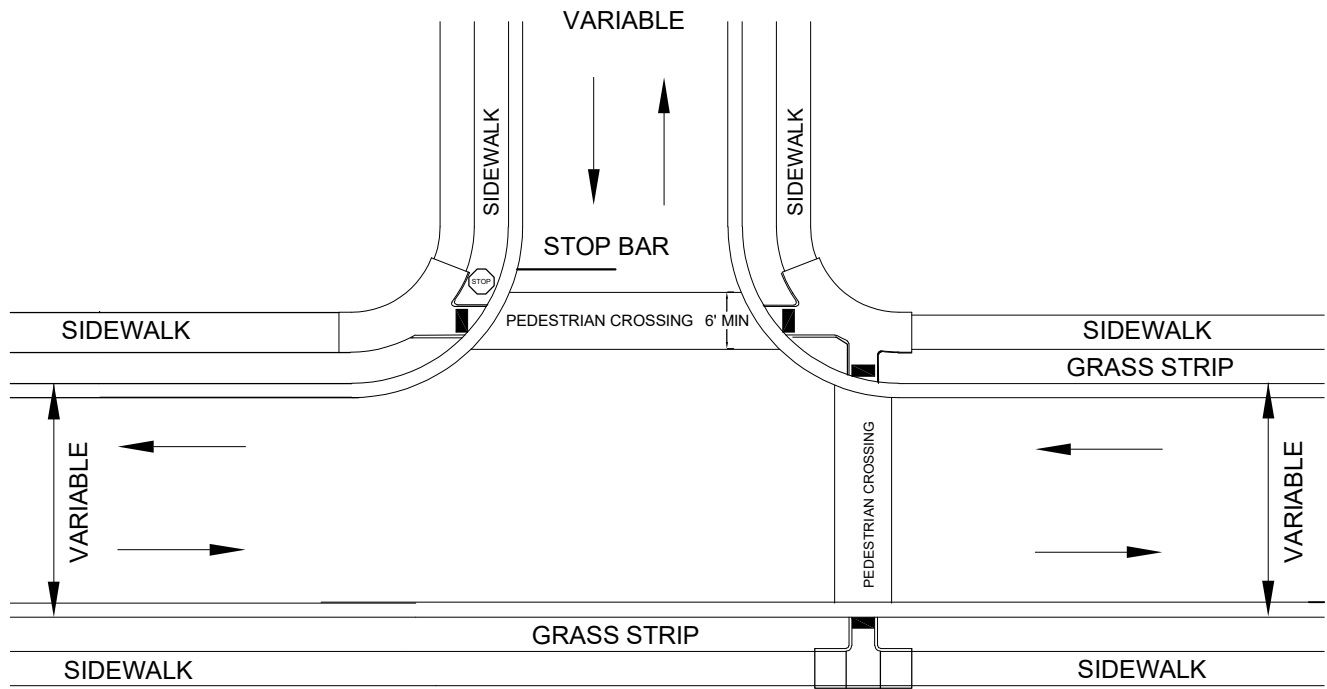 VARIABLE
SIDEWALK
SIDEWALK
STOP BAR
STOP
SIDEWALK
PEDESTRIAN CROSSING 6' MIN
SIDEWALK
GRASS STRIP
VARIABLE
PEDESTRIAN CROSSING
VARIABLE
GRASS STRIP
SIDEWALK
SIDEWALK